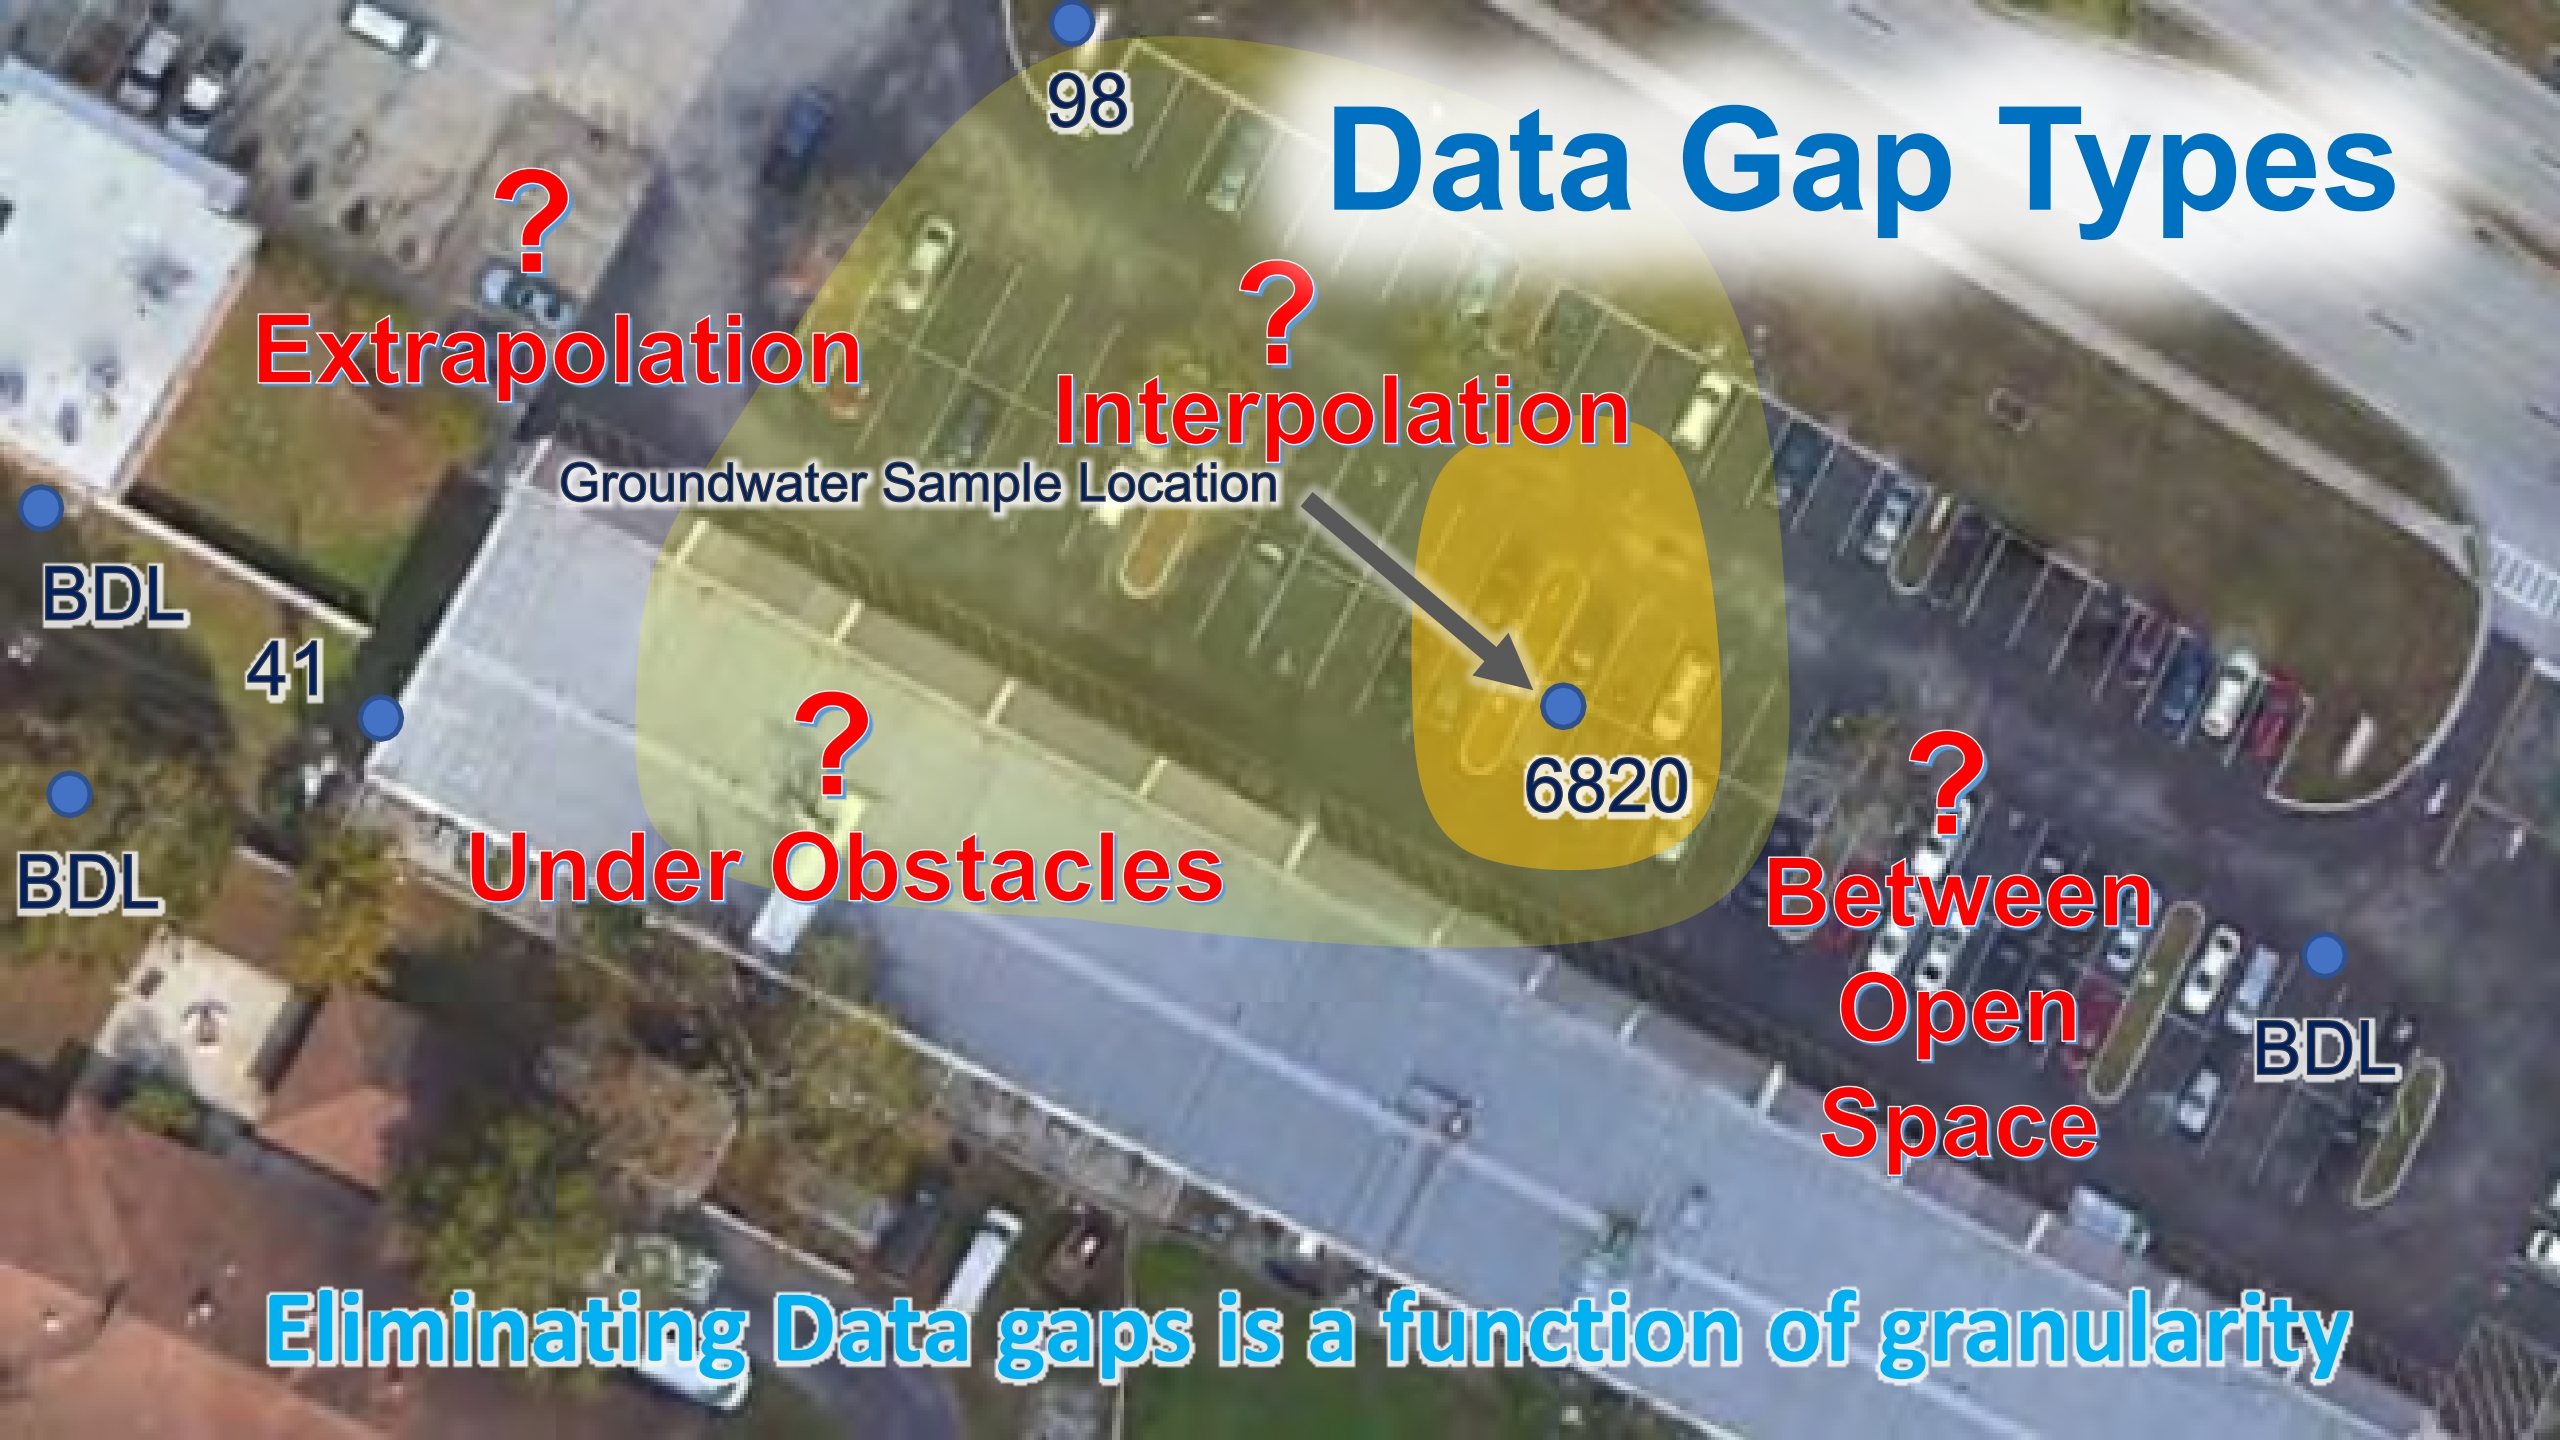 98
Data Gap Types
?
Extrapolation
?
Interpolation
Groundwater Sample Location
BDL
41
?
Under Obstacles
6820
?
Between
Open
Space
BDL
BDL
Eliminating Data gaps is a function of granularity